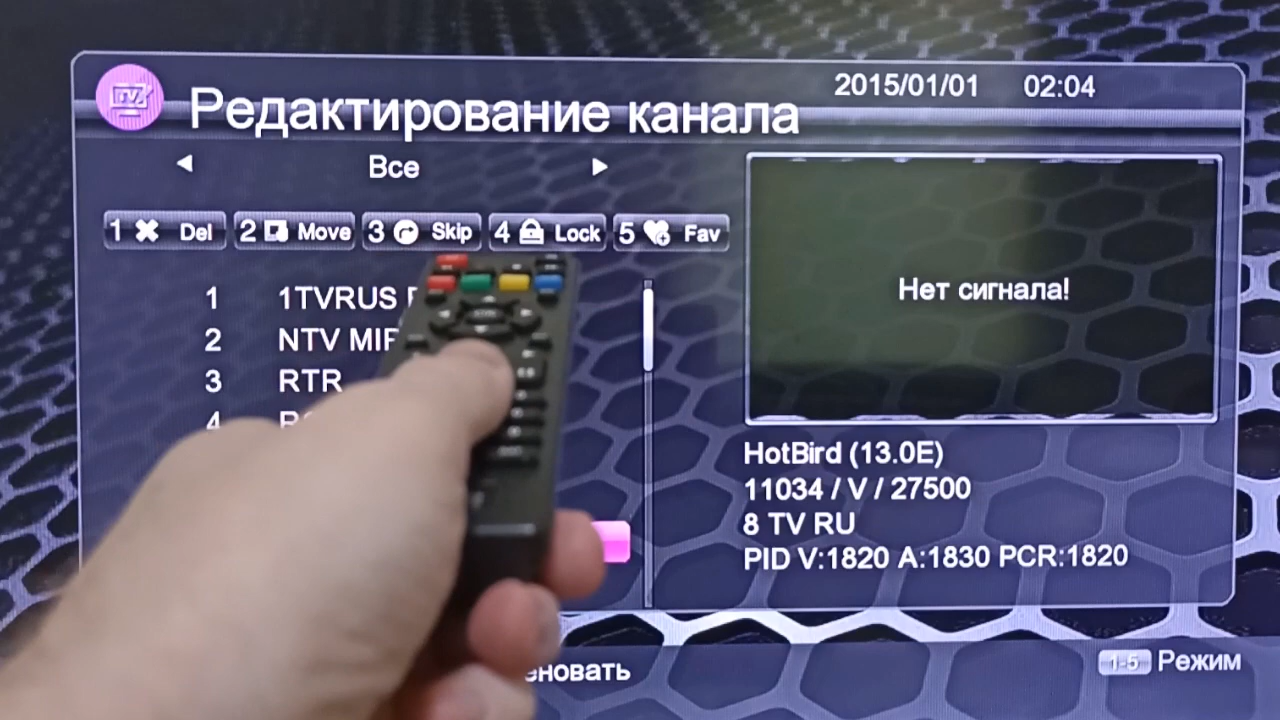 2015/01/01 02:04
Редактирование канала
Все
1 Del 2 Move 3 Skip 4 Lock 5 Fav
1 1TVRUS
2 NTV
3 RTR
4
Нет сигнала!
HotBird (13.0E)
11034 / V / 27500
8 TV RU
PID V:1820 A:1830 PCR:1820
1-5 Режим